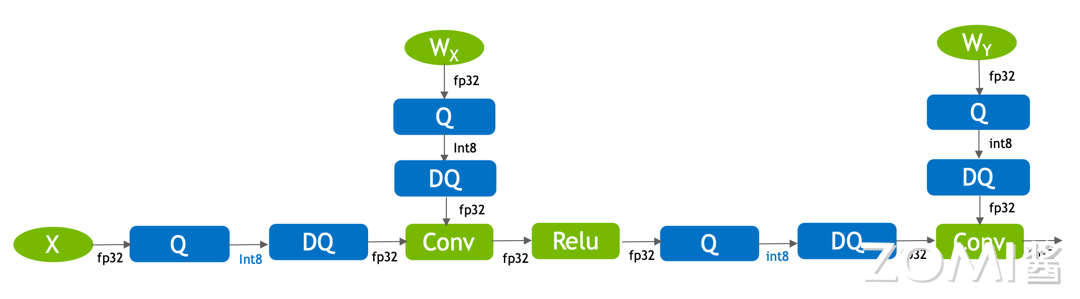 W_X
W_Y
fp32
fp32
Q
Q
Int8
int8
DQ
DQ
fp32
fp32
X
fp32
Q
Int8
DQ
fp32
Conv
fp32
Relu
fp32
Q
int8
DQ
fp32
Conv
ZOMI酱